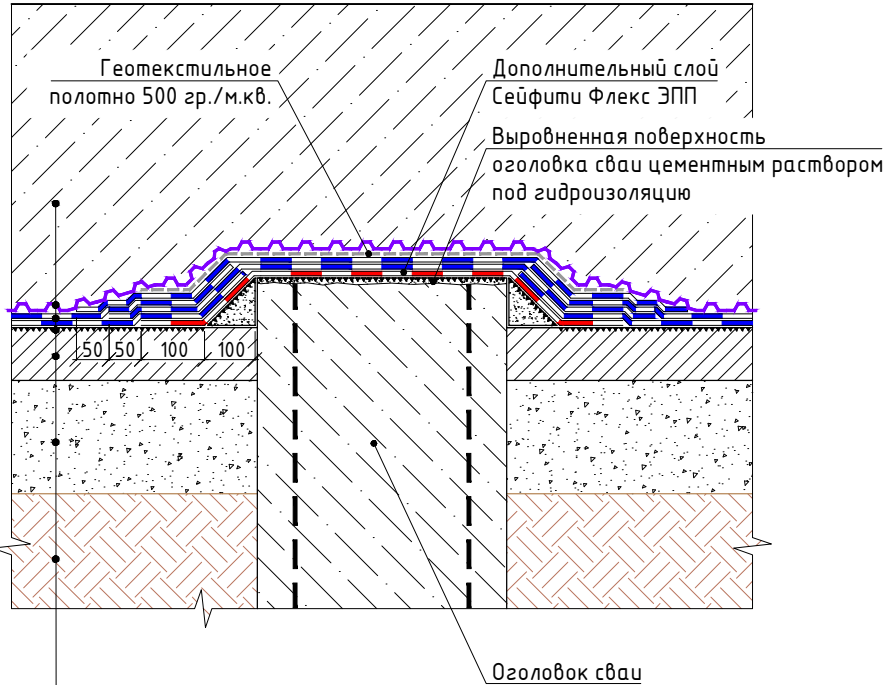 Геотекстильное
полотно 500 гр./м.кв.
Дополнительный слой
Сейфити Флекс ЭПП
Выровненная поверхность
оголовка сваи цементным раствором
под гидроизоляцию
50 50 100 100
Оголовок сваи